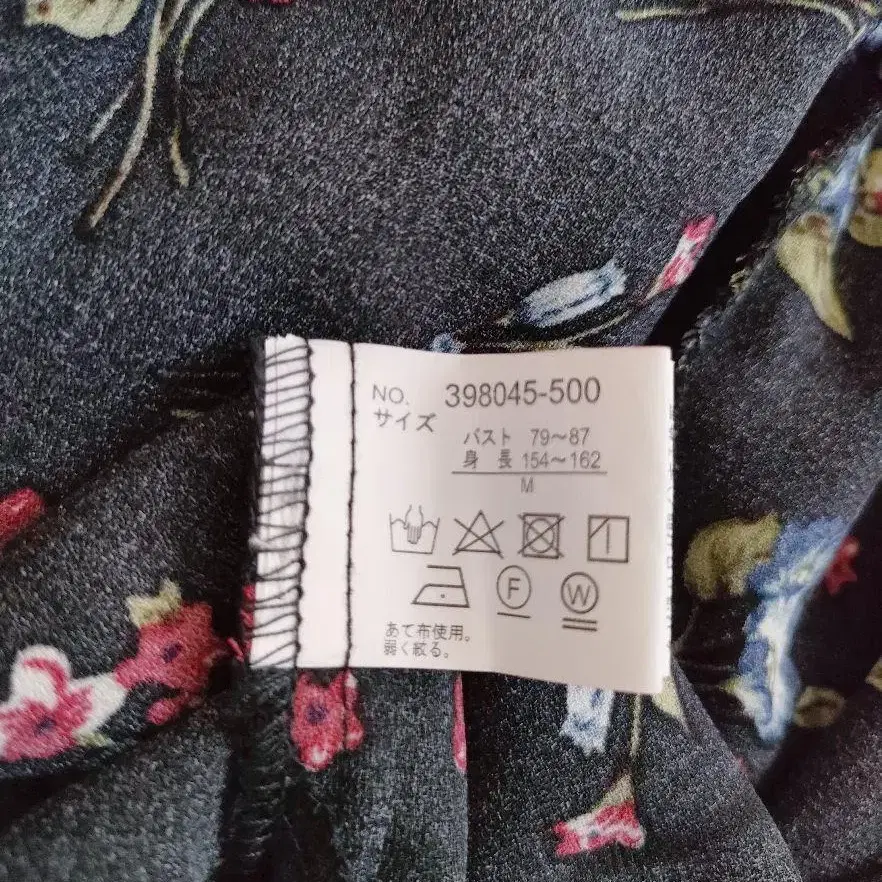 NO. 398045-500
サイズ
バスト 79～87
身長 154～162
M
F W
あて布使用。
弱く絞る。